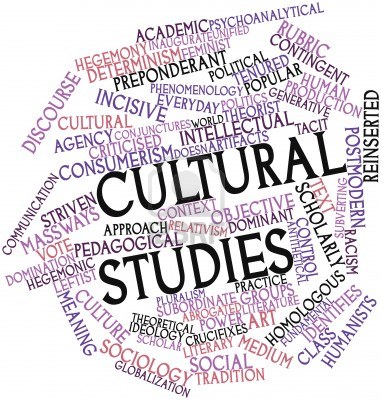 ACADEMIC
PSYCHOANALYTICAL
INAUGURATE
UNIFIED
HEGEMONY
FEMINIST
RUBRIC
DETERMINISM
POLITICAL
CONTINGENT
PREPONDERANT
TENURED
DISCOURSE
PHENOMENOLOGY
POPULAR
HUMAN
INCISIVE
EVERYDAY
POLITICS
GENERATIVE
PRODUCTION
CULTURAL
WORLD
THEORIST
REINSERTED
AGENCY
CONJUNCTURES
INTELLECTUAL
TACIT
CRITICISED
DOESN
ARTIFACTS
POSTMODERN
CONSUMERISM
CULTURAL
COMMUNICATION
STRIVEN
CONTEXT
OBJECTIVE
TEXT
SUBVERTING
MASSWAYS
APPROACH
RELATIVISM
DOMINANT
SCHOLARLY
VOTE
PEDAGOGICAL
CONTROL
RACISM
DOMINATION
HEGEMONIC
STUDIES
LEFTIST
PRACTICE
MEANING
PLURALISM
HOMOLOGOUS
CULTURE
SUBORDINATE
GROUPS
FUNDAMENTAL
IDENTIFIES
ABROGATED
LITERATURE
THEORETICAL
POWER
ART
IDEOLOGY
CRUCIFIXES
CLASS
HUMANISTS
SCHOLAR
LITERARY
MEDIUM
SOCIOLOGY
SOCIAL
GLOBALIZATION
TRADITION